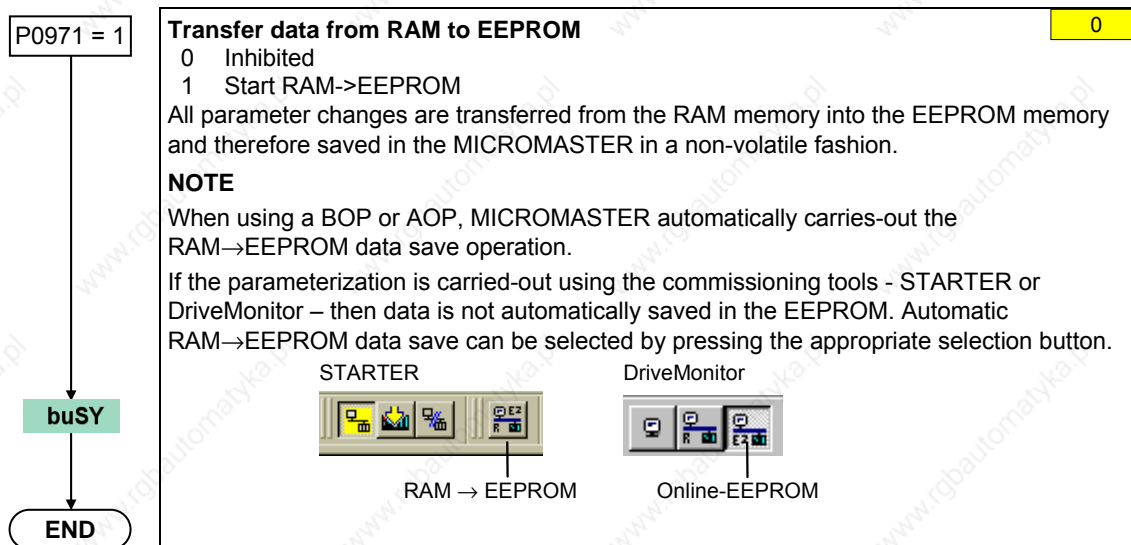 P0971 = 1
Transfer data from RAM to EEPROM
0
0 Inhibited
1 Start RAM->EEPROM
All parameter changes are transferred from the RAM memory into the EEPROM memory
and therefore saved in the MICROMASTER in a non-volatile fashion.
NOTE
When using a BOP or AOP, MICROMASTER automatically carries-out the
RAM→EEPROM data save operation.
If the parameterization is carried-out using the commissioning tools - STARTER or
DriveMonitor – then data is not automatically saved in the EEPROM. Automatic
RAM→EEPROM data save can be selected by pressing the appropriate selection button.
STARTER
DriveMonitor
buSY
E2
R
R
E2
RAM → EEPROM
Online-EEPROM
END
www.rgbautomatyka.pl